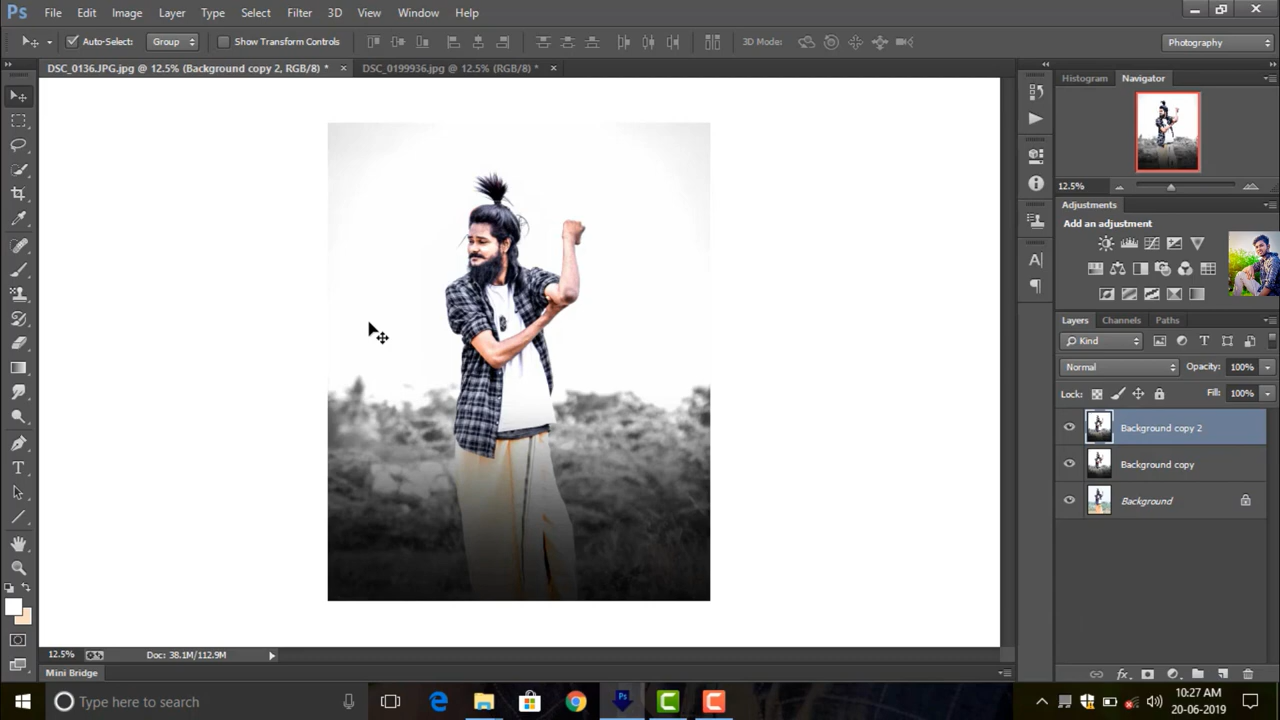 Ps File Edit Image Layer Type Select Filter 3D View Window Help
Auto-Select: Group Show Transform Controls 3D Mode: Photography
DSC_0136.JPG.jpg @ 12.5% (Background copy 2, RGB/8) * × DSC_0199936.jpg @ 12.5% (RGB/8) * ×
Histogram Navigator
12.5%
Adjustments
Add an adjustment
Layers Channels Paths
Kind
Normal Opacity: 100%
Lock: Fill: 100%
Background copy 2
Background copy
Background
12.5% Doc: 38.1M/112.9M
Mini Bridge
Type here to search
10:27 AM
20-06-2019